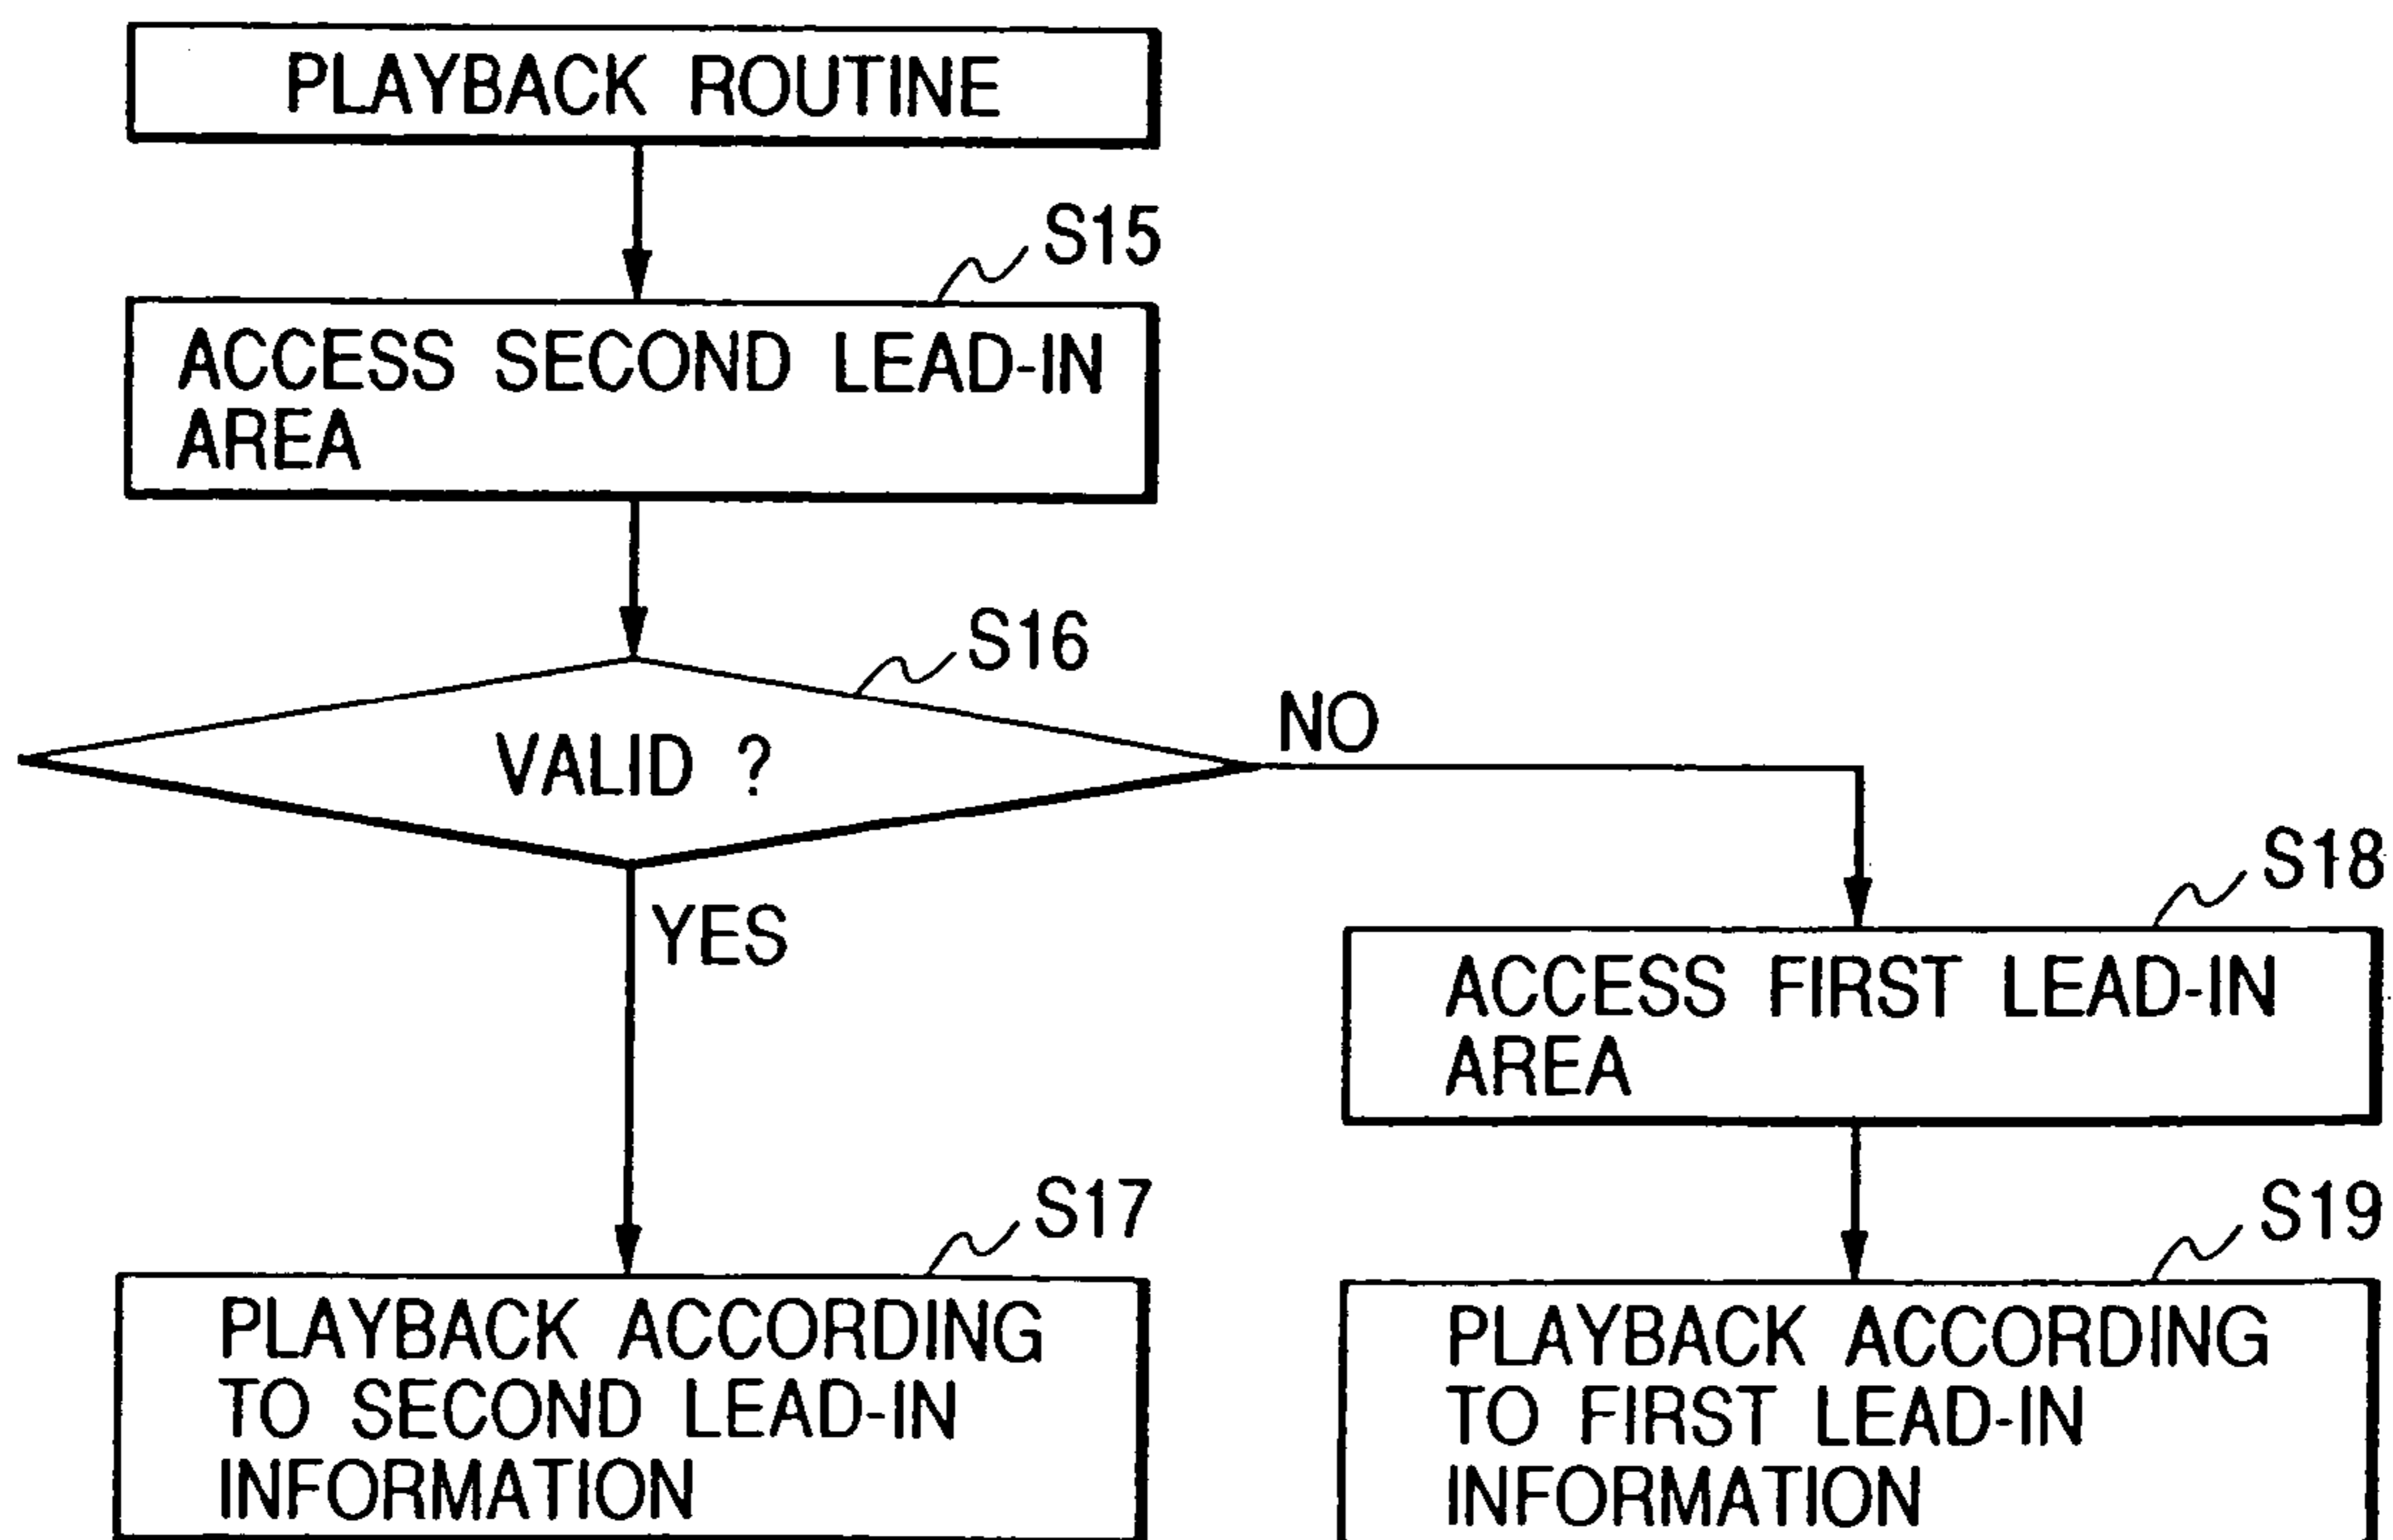 PLAYBACK ROUTINE
S15
ACCESS SECOND LEAD-IN
AREA
S16
VALID ?
NO
YES
S18
ACCESS FIRST LEAD-IN
AREA
S17
PLAYBACK ACCORDING
TO SECOND LEAD-IN
INFORMATION
S19
PLAYBACK ACCORDING
TO FIRST LEAD-IN
INFORMATION